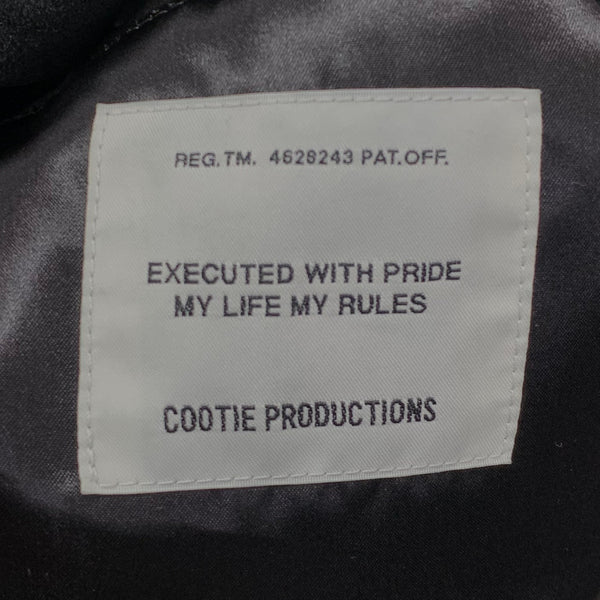 REG.TM. 4628243 PAT.OFF.
EXECUTED WITH PRIDE
MY LIFE MY RULES
COOTIE PRODUCTIONS